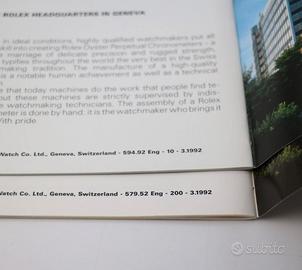 ROLEX HEADQUARTERS IN GENEVA
in ideal conditions, highly qualified watchmakers put all
skill into creating Rolex Oyster Perpetual Chronometers - a
marriage of delicate precision and rugged strength,
typifies throughout the world the very best in the Swiss
making tradition. The manufacture of a high-quality
is a notable human achievement as well as a technical
e that today machines do the work that people find te-
but these machines are strictly supervised by indis-
e watchmaking technicians. The assembly of a Rolex
meter is done by hand: it is the watchmaker who brings it
With pride
Watch Co. Ltd., Geneva, Switzerland - 594.92 Eng - 10 - 3.1992
Watch Co. Ltd., Geneva, Switzerland - 579.52 Eng - 200 - 3.1992
subito